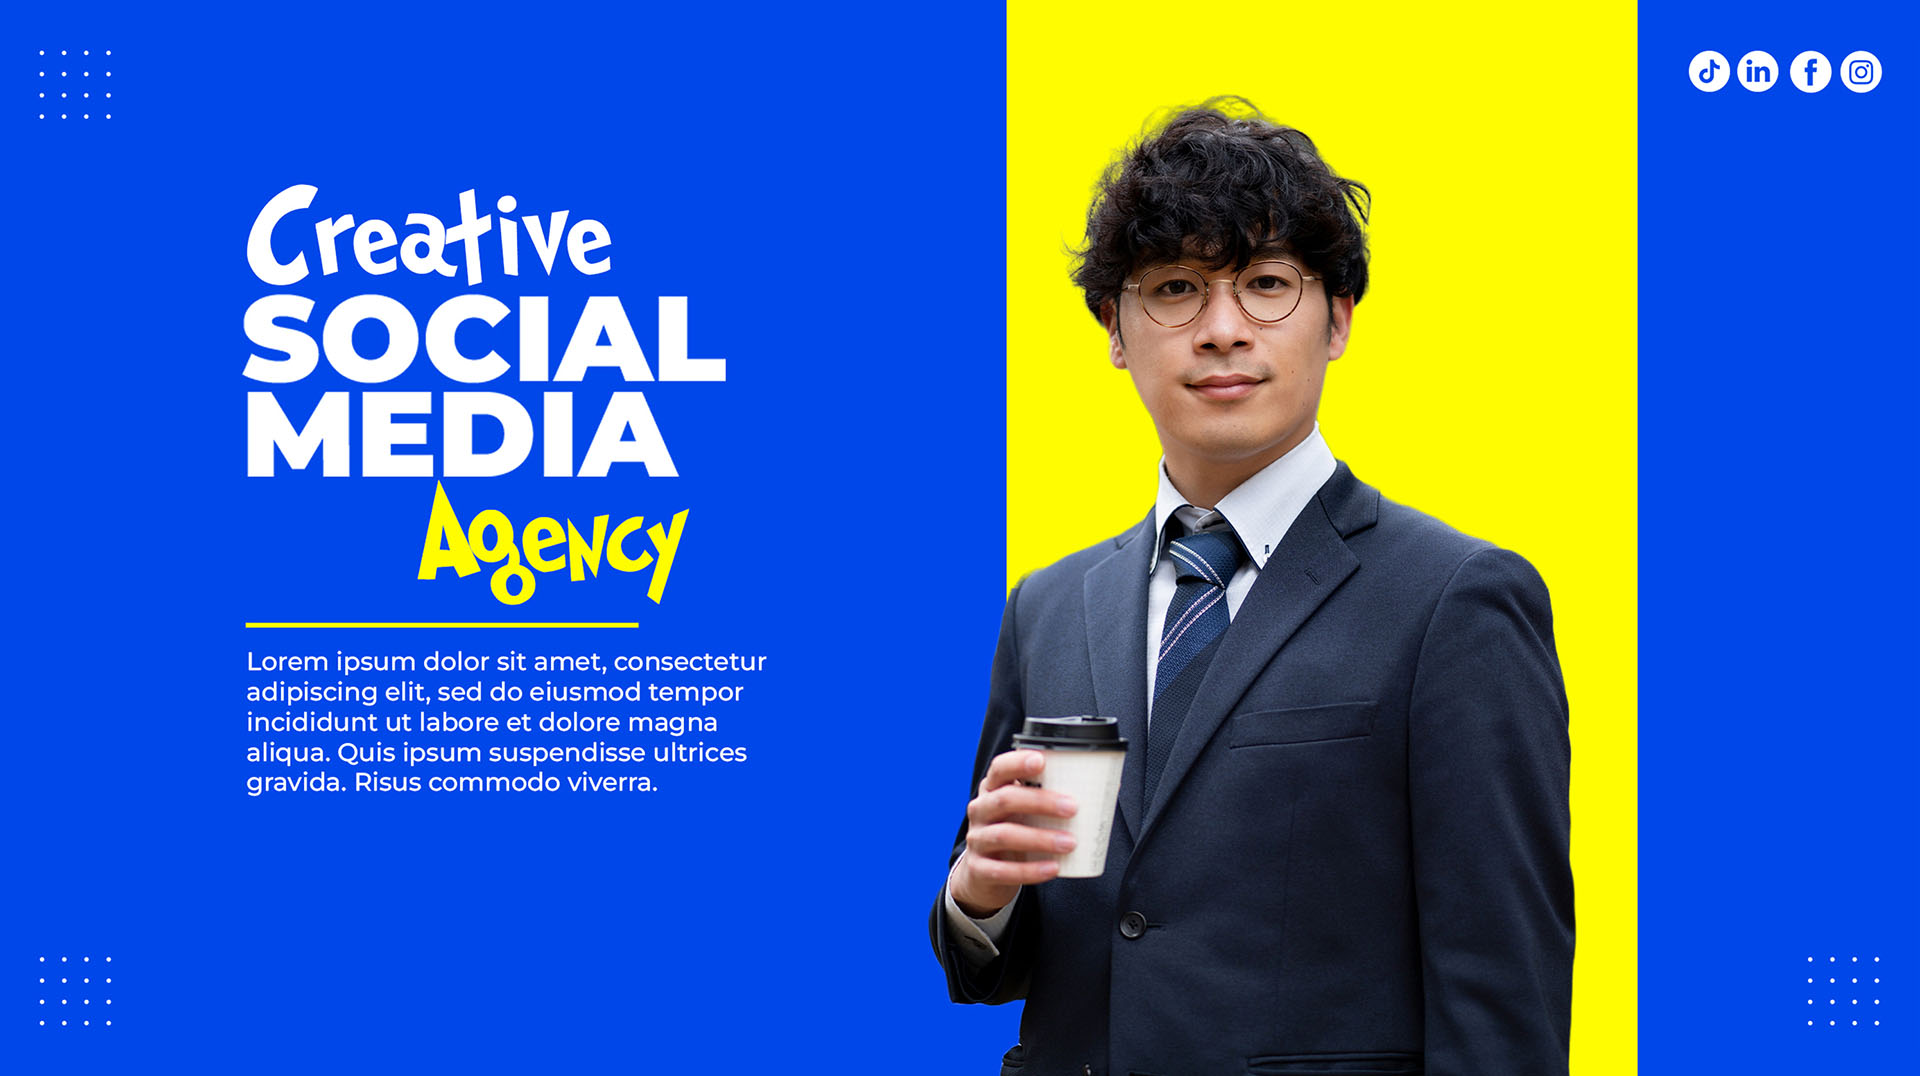 Creative
SOCIAL
MEDIA
Agency
Lorem ipsum dolor sit amet, consectetur
adipiscing elit, sed do eiusmod tempor
incididunt ut labore et dolore magna
aliqua. Quis ipsum suspendisse ultrices
gravida. Risus commodo viverra.